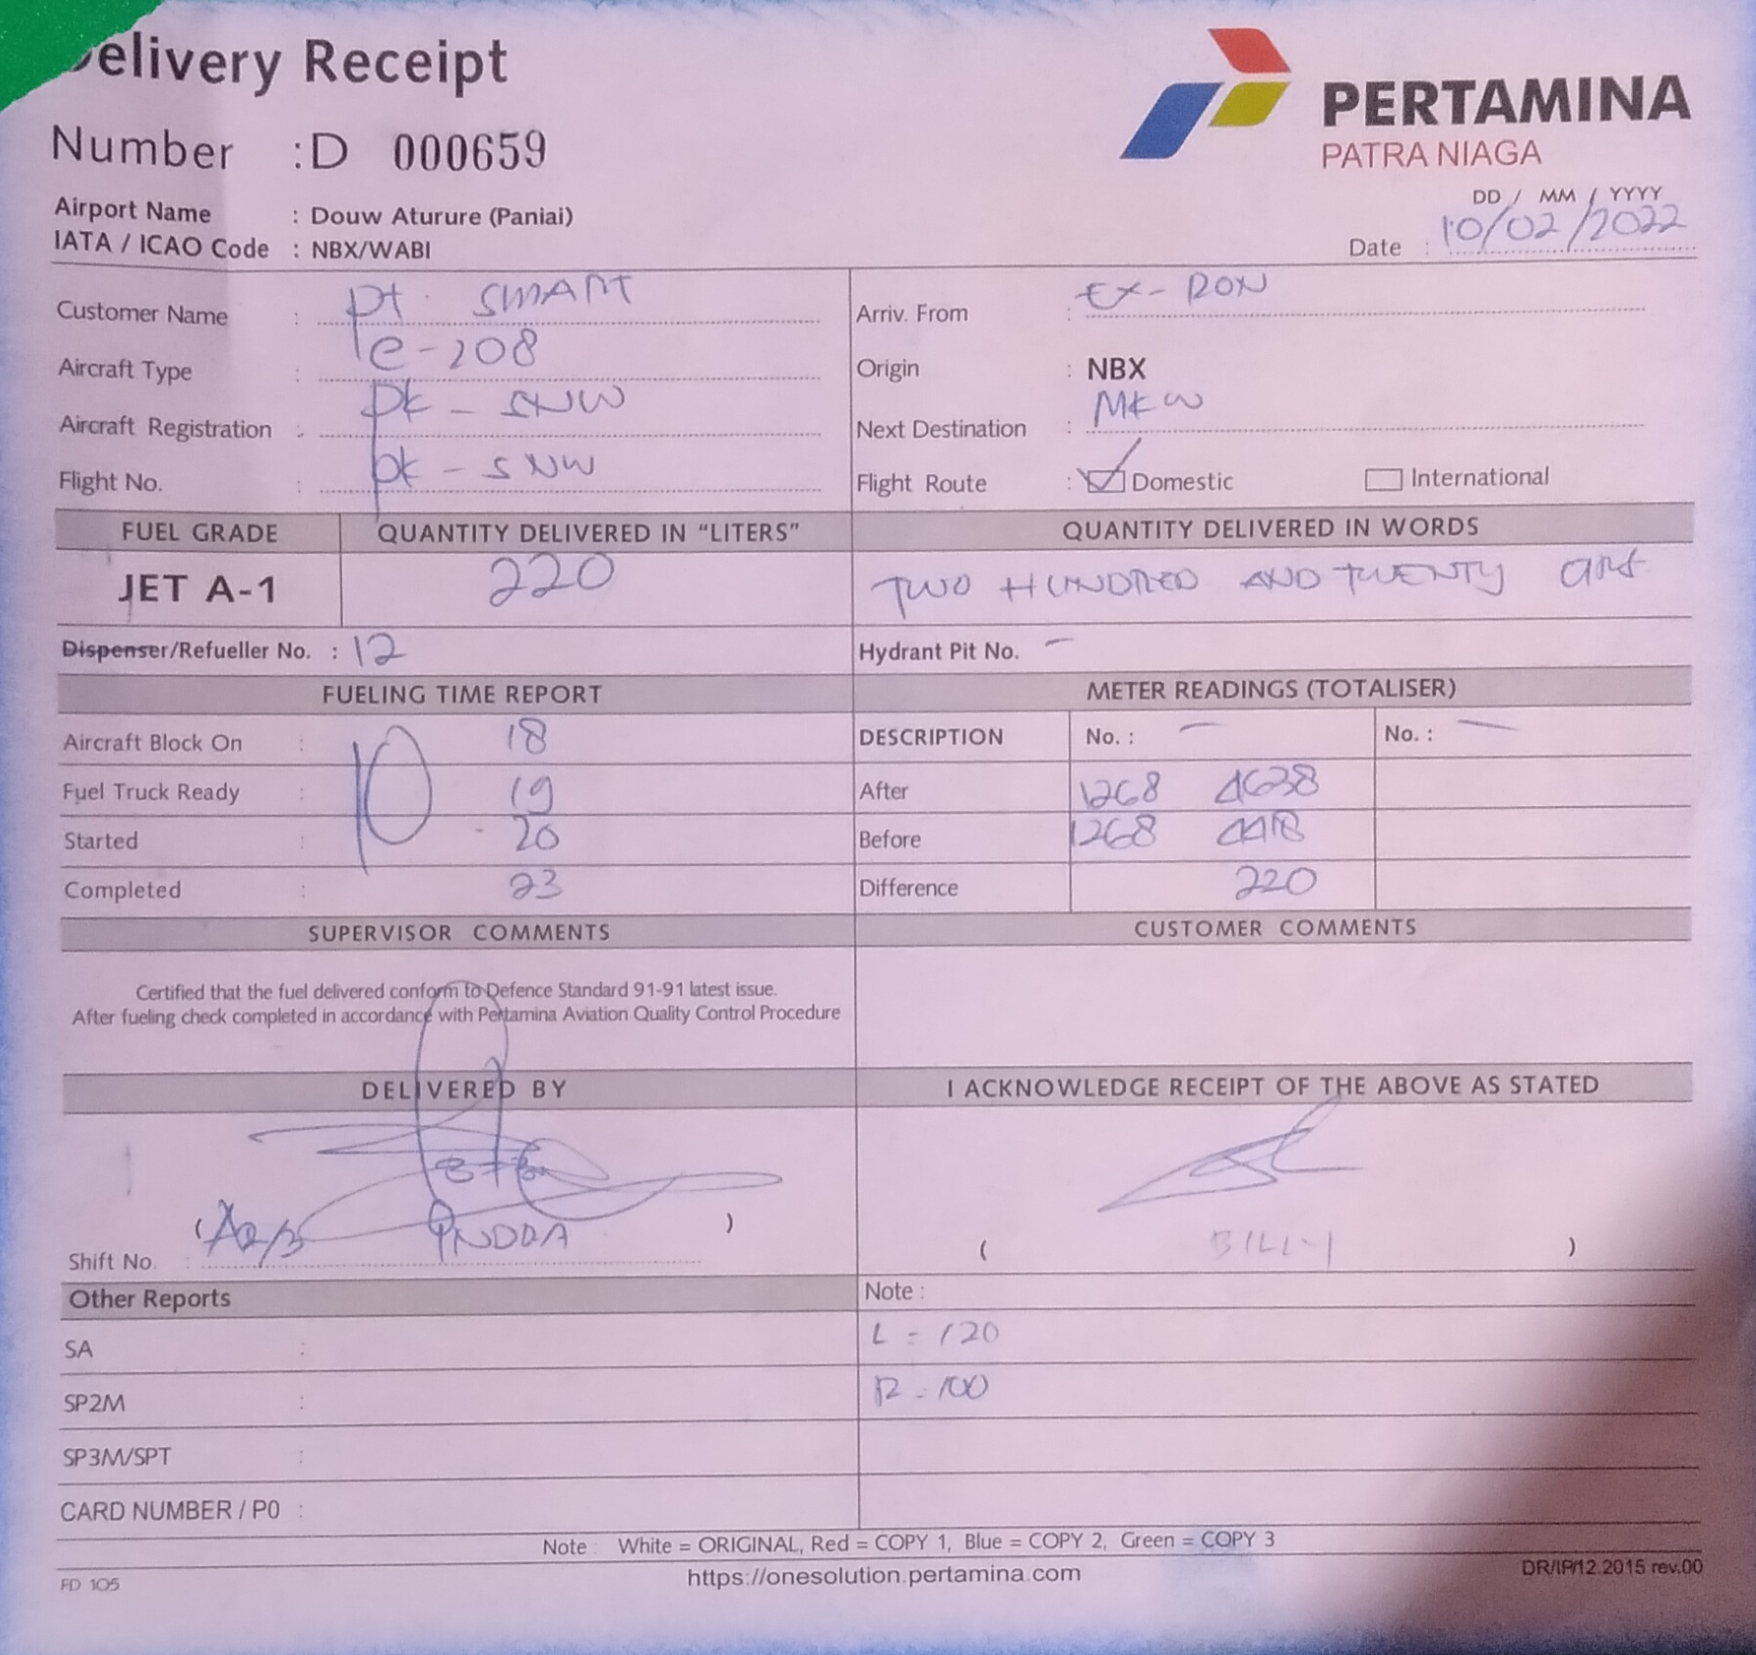 elivery Receipt
PERTAMINA
PATRA NIAGA
Number : D 000659
Airport Name : Douw Aturure (Paniai)
IATA / ICAO Code : NBX/WABI
DD / MM / YYYY
Date : 10/02/2022
Customer Name : pt. SMART
Arriv. From : EX-RON
Aircraft Type : C-208
Origin : NBX
Aircraft Registration : PK - SNW
Next Destination : MKW
Flight No. : PK - SNW
Flight Route : Domestic International
FUEL GRADE QUANTITY DELIVERED IN "LITERS" QUANTITY DELIVERED IN WORDS
JET A-1 220 TWO HUNDRED AND TWENTY
Dispenser/Refueller No. : 12 Hydrant Pit No. -
FUELING TIME REPORT METER READINGS (TOTALISER)
Aircraft Block On : 10 18 DESCRIPTION No. : - No. : -
Fuel Truck Ready : 19 After 1268 4638
Started : 20 Before 1268 4418
Completed : 23 Difference 220
SUPERVISOR COMMENTS CUSTOMER COMMENTS
Certified that the fuel delivered conform to Defence Standard 91-91 latest issue.
After fueling check completed in accordance with Pertamina Aviation Quality Control Procedure
DELIVERED BY I ACKNOWLEDGE RECEIPT OF THE ABOVE AS STATED
Shift No. : ( )
( )
Other Reports Note :
SA : L = 120
SP2M : R = 100
SP3M/SPT :
CARD NUMBER / P0 :
Note : White = ORIGINAL, Red = COPY 1, Blue = COPY 2, Green = COPY 3
FD 105 https://onesolution.pertamina.com DR/IP/12.2015 rev.00